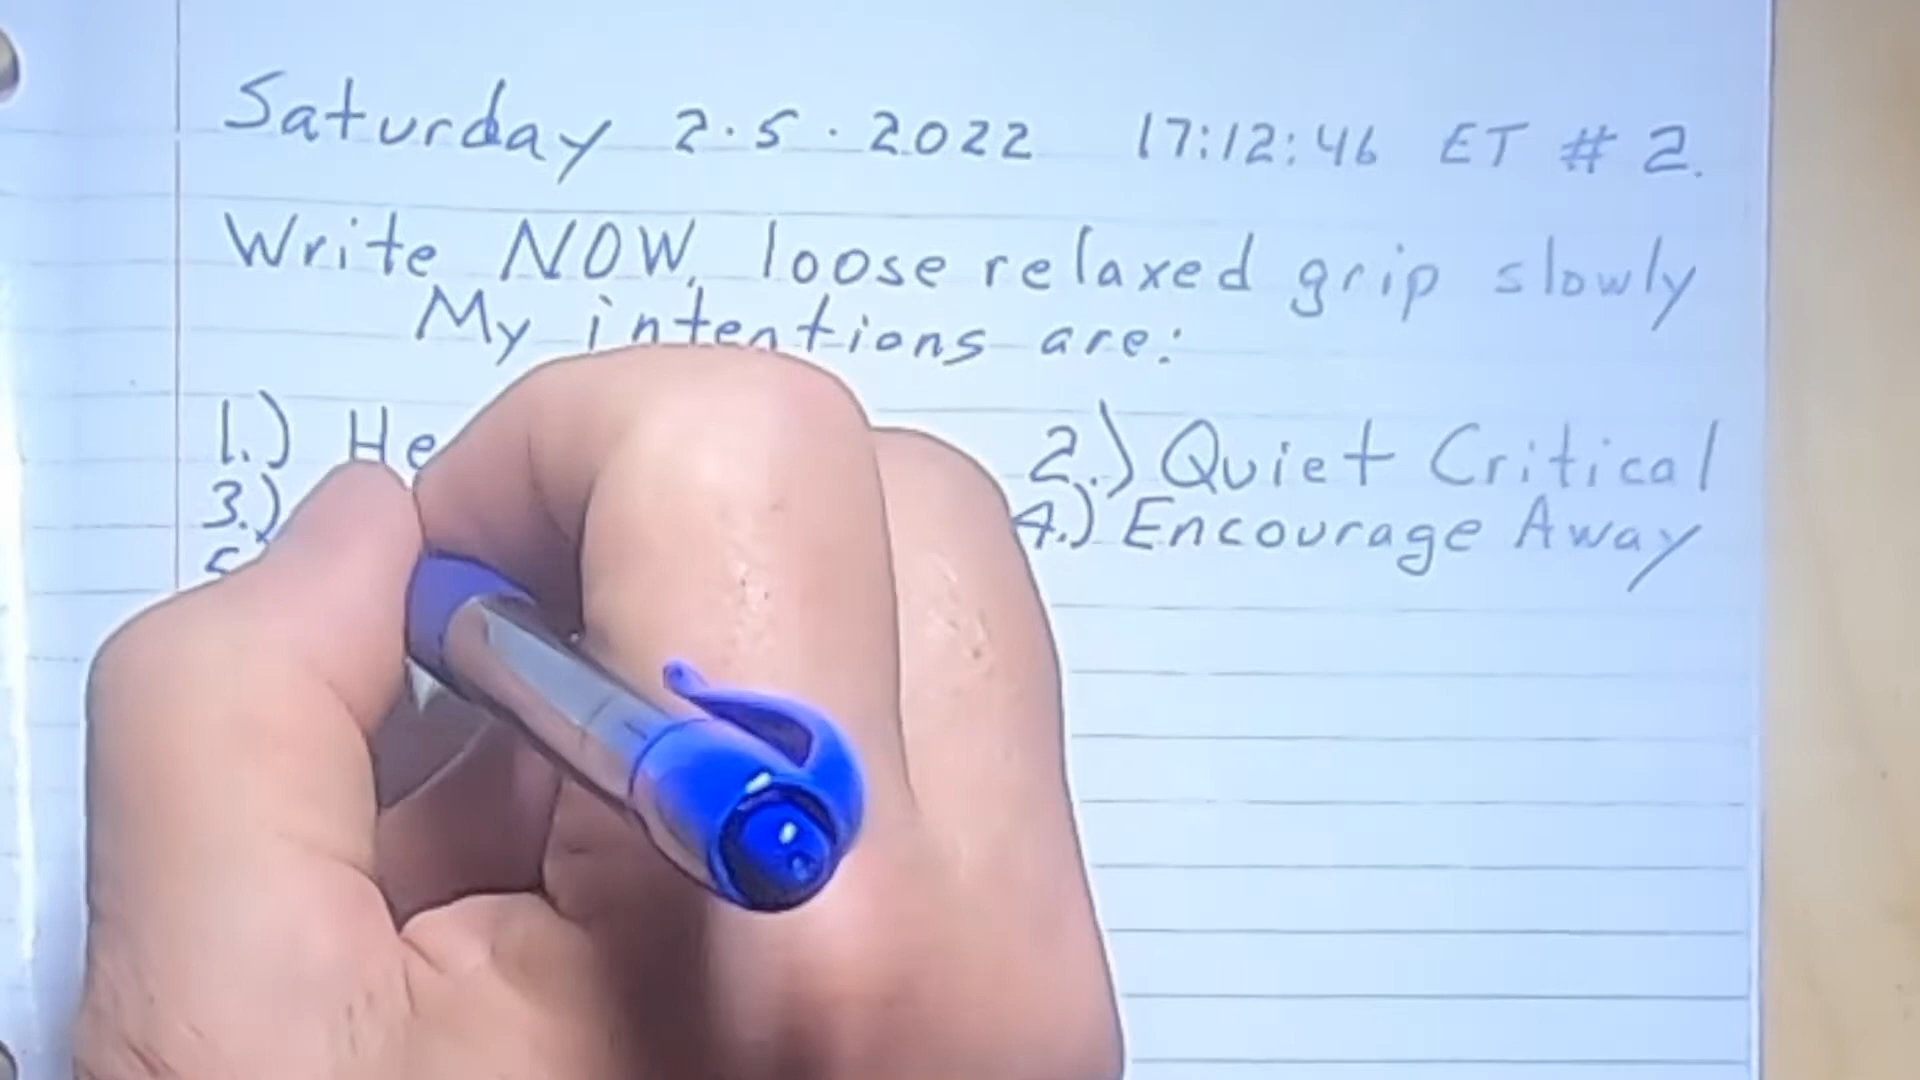 Saturday 2.5.2022 17:12:46 ET # 2.
Write NOW, loose relaxed grip slowly
My intentions are:
1.) He 2.) Quiet Critical
3.) 4.) Encourage Away
5